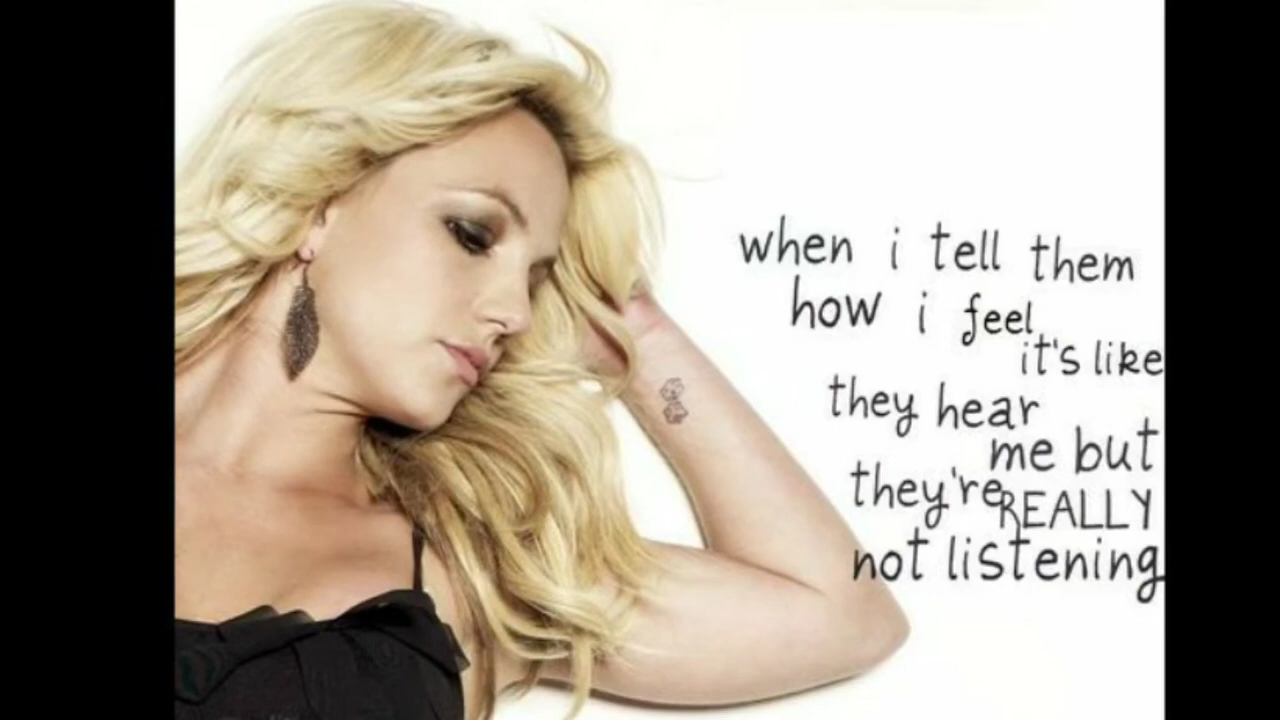 when i tell them
how i feel
it's like
they hear
me but
they're REALLY
not listening